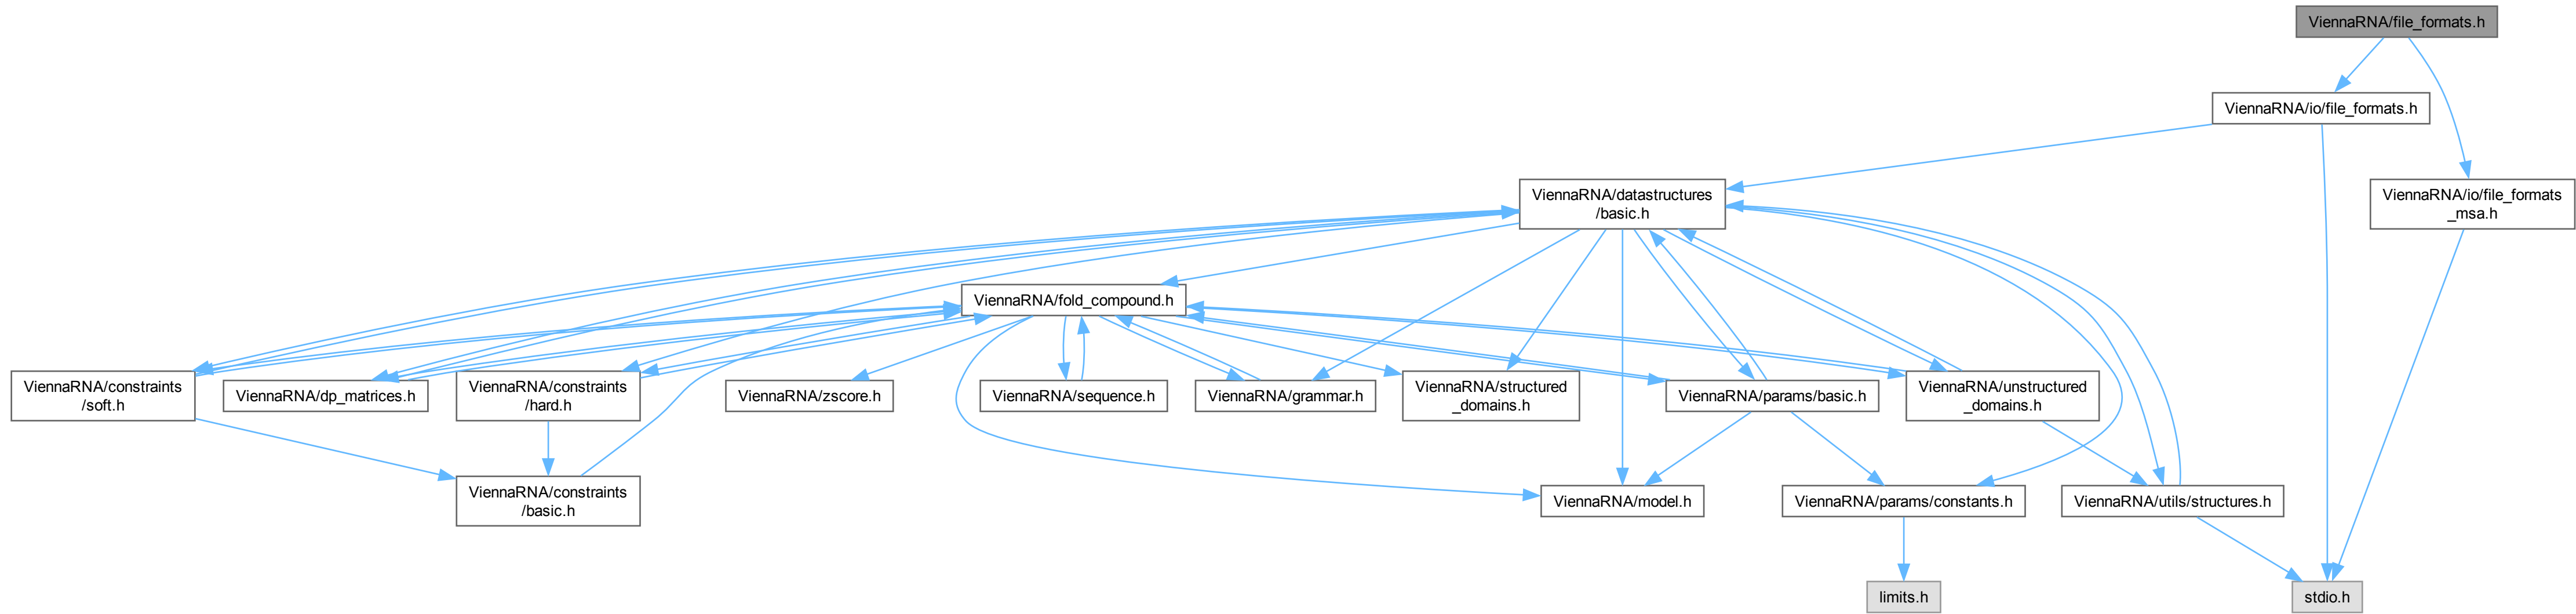 ViennaRNA/file_formats.h
ViennaRNA/io/file_formats.h
ViennaRNA/datastructures
/basic.h
ViennaRNA/io/file_formats
_msa.h
ViennaRNA/fold_compound.h
ViennaRNA/constraints
/soft.h
ViennaRNA/dp_matrices.h
ViennaRNA/constraints
/hard.h
ViennaRNA/zscore.h
ViennaRNA/sequence.h
ViennaRNA/grammar.h
ViennaRNA/structured
_domains.h
ViennaRNA/params/basic.h
ViennaRNA/unstructured
_domains.h
ViennaRNA/constraints
/basic.h
ViennaRNA/model.h
ViennaRNA/params/constants.h
ViennaRNA/utils/structures.h
limits.h
stdio.h